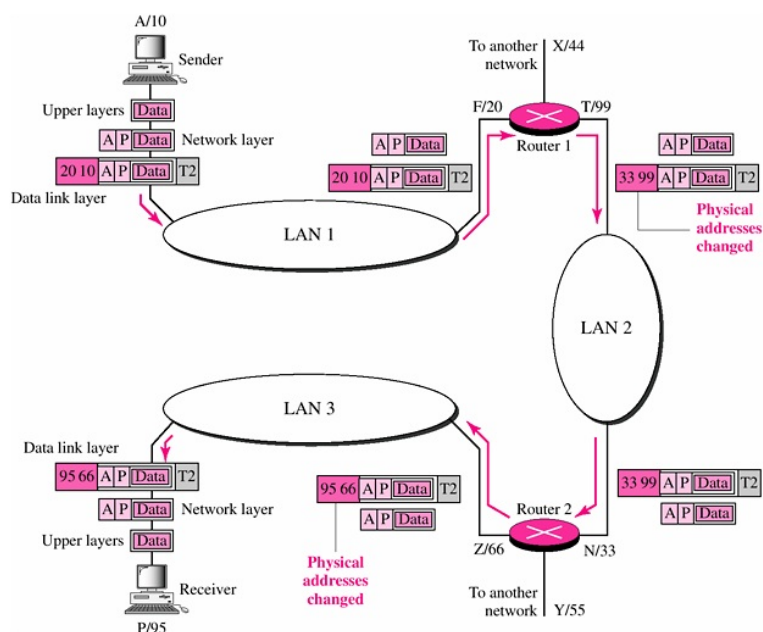 A/10
Sender
To another
network
X/44
Upper layers
Data
F/20
T/99
A P Data
Network layer
Router 1
A P Data
A P Data
20 10 A P Data T2
20 10 A P Data T2
33 99 A P Data T2
Data link layer
Physical
addresses
changed
LAN 1
LAN 2
LAN 3
Data link layer
95 66 A P Data T2
95 66 A P Data T2
33 99 A P Data T2
A P Data
Network layer
A P Data
Router 2
A P Data
Upper layers
Data
Z/66
N/33
Physical
addresses
changed
Receiver
To another
network
Y/55
P/95